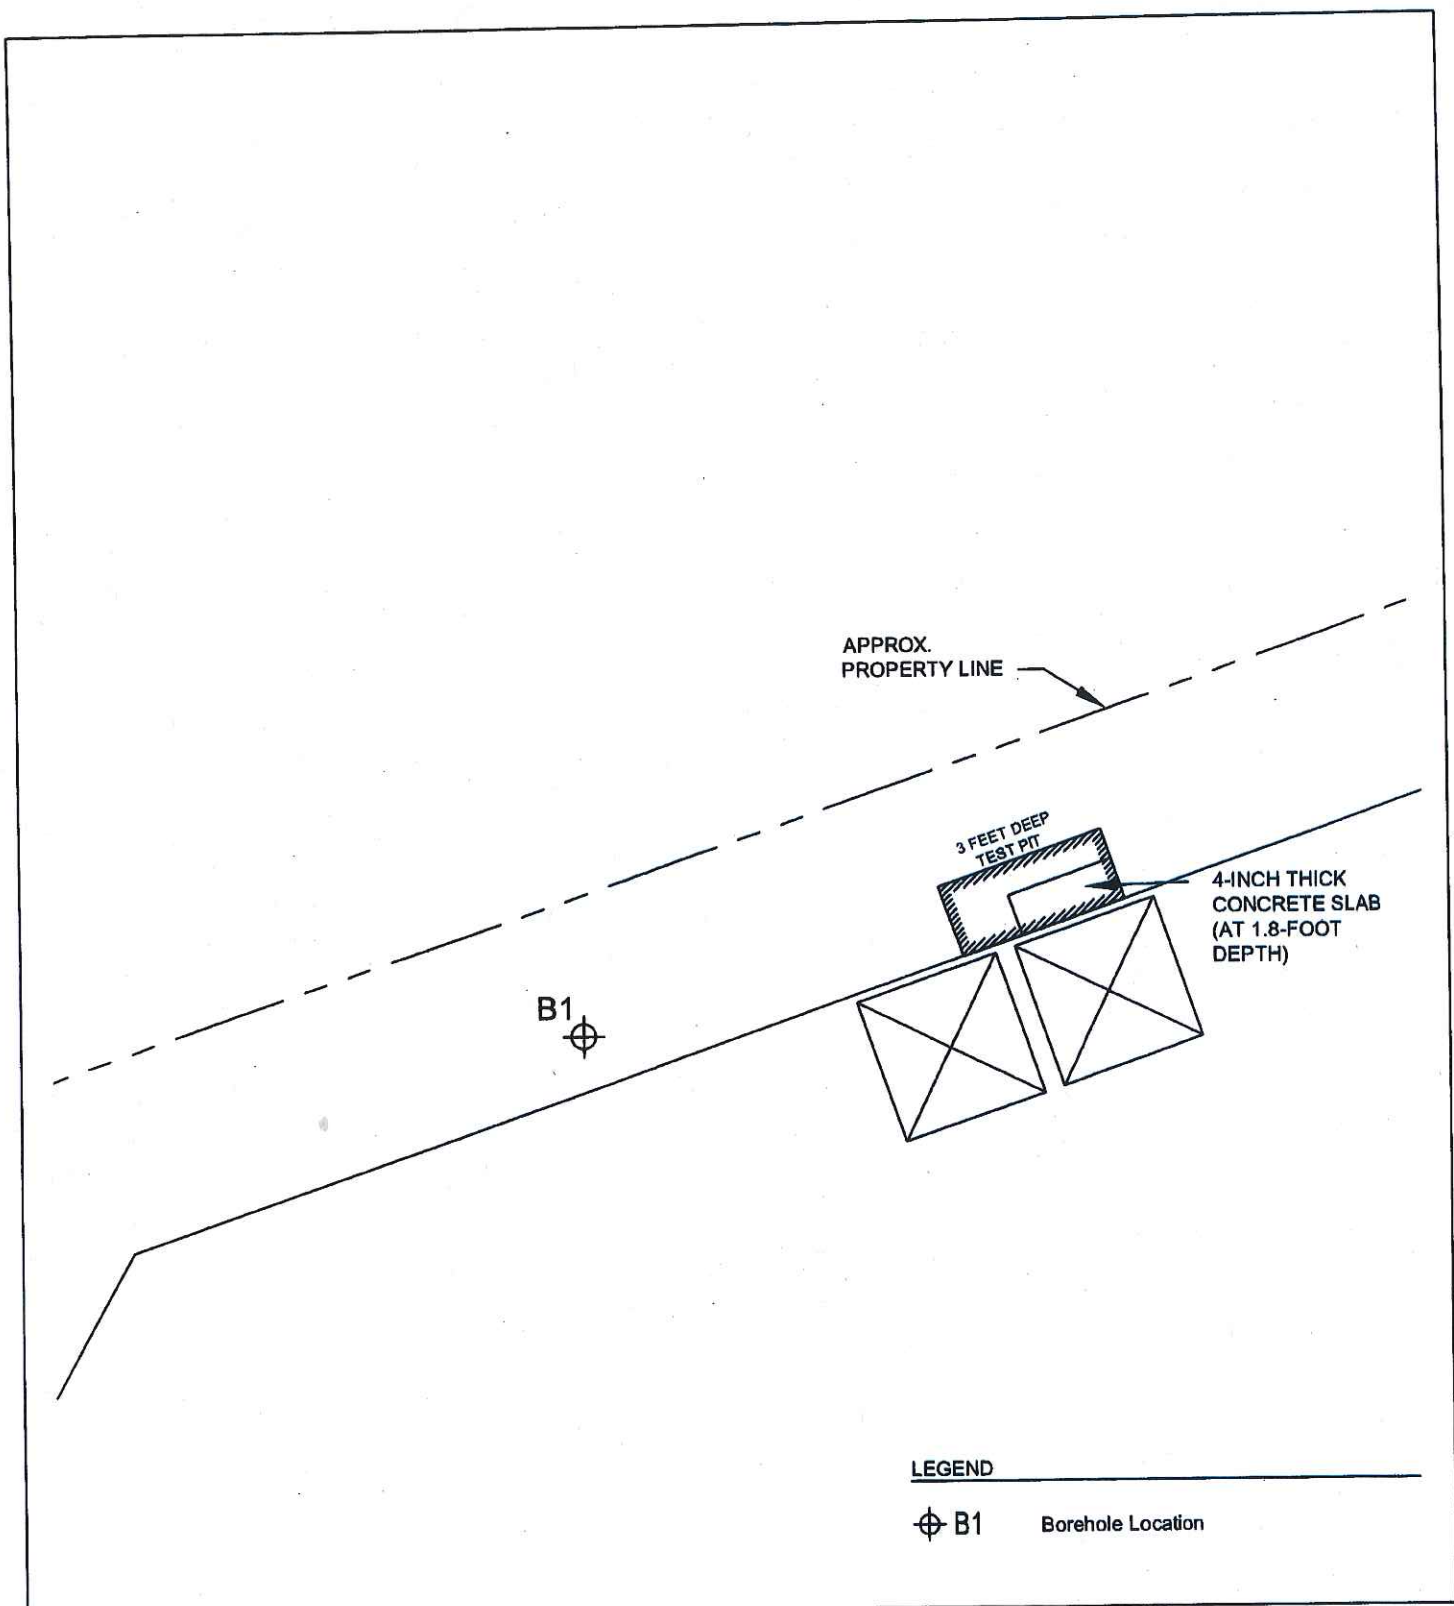 APPROX.
PROPERTY LINE
3 FEET DEEP
TEST PIT
4-INCH THICK
CONCRETE SLAB
(AT 1.8-FOOT
DEPTH)
B1
LEGEND
B1 Borehole Location